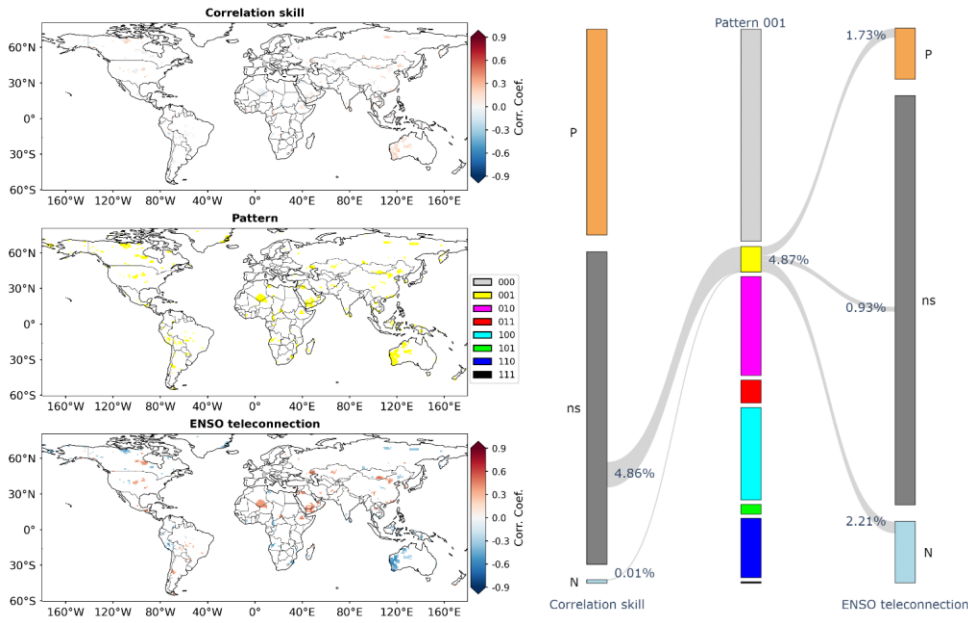 Correlation skill
60°N
30°N
0°
30°S
60°S
160°W 120°W 80°W 40°W 0° 40°E 80°E 120°E 160°E
0.9
0.6
0.3
0.0
-0.3
-0.6
-0.9
Corr. Coef.
Pattern
60°N
30°N
0°
30°S
60°S
160°W 120°W 80°W 40°W 0° 40°E 80°E 120°E 160°E
000
001
010
011
100
101
110
111
ENSO teleconnection
60°N
30°N
0°
30°S
60°S
160°W 120°W 80°W 40°W 0° 40°E 80°E 120°E 160°E
0.9
0.6
0.3
0.0
-0.3
-0.6
-0.9
Corr. Coef.
Pattern 001
P
ns
N
4.86%
0.01%
4.87%
1.73%
0.93%
2.21%
P
ns
N
Correlation skill
ENSO teleconnection